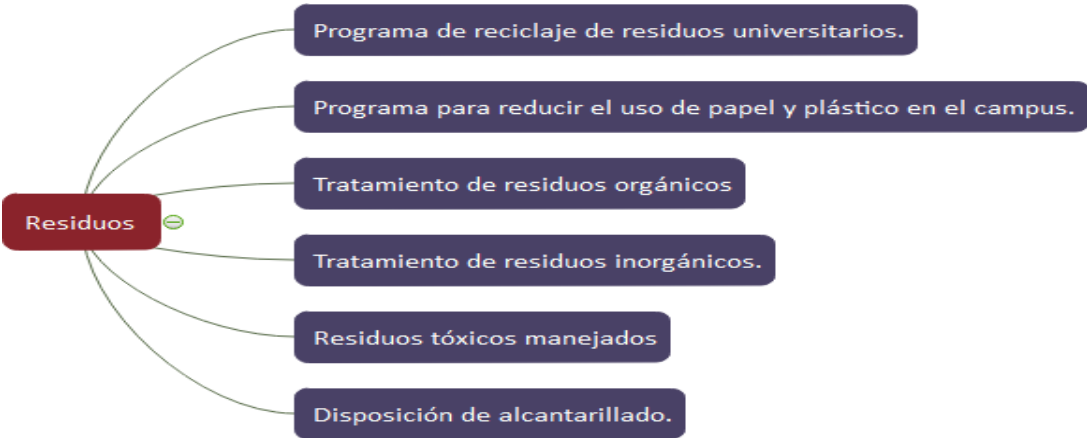 Programa de reciclaje de residuos universitarios.
Programa para reducir el uso de papel y plástico en el campus.
Tratamiento de residuos orgánicos
Residuos
Tratamiento de residuos inorgánicos.
Residuos tóxicos manejados
Disposición de alcantarillado.